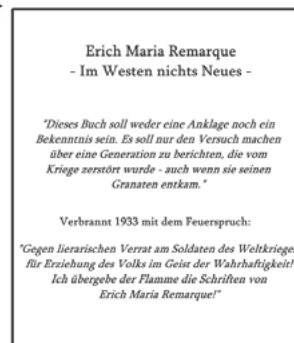 Erich Maria Remarque
- Im Westen nichts Neues -
"Dieses Buch soll weder eine Anklage noch ein
Bekenntnis sein. Es soll nur den Versuch machen
über eine Generation zu berichten, die vom
Kriege zerstört wurde - auch wenn sie seinen
Granaten entkam."
Verbrannt 1933 mit dem Feuerspruch:
"Gegen lierarischen Verrat am Soldaten des Weltkrieges
für Erziehung des Volks im Geist der Wahrhaftigkeit!
Ich übergebe der Flamme die Schriften von
Erich Maria Remarque!"